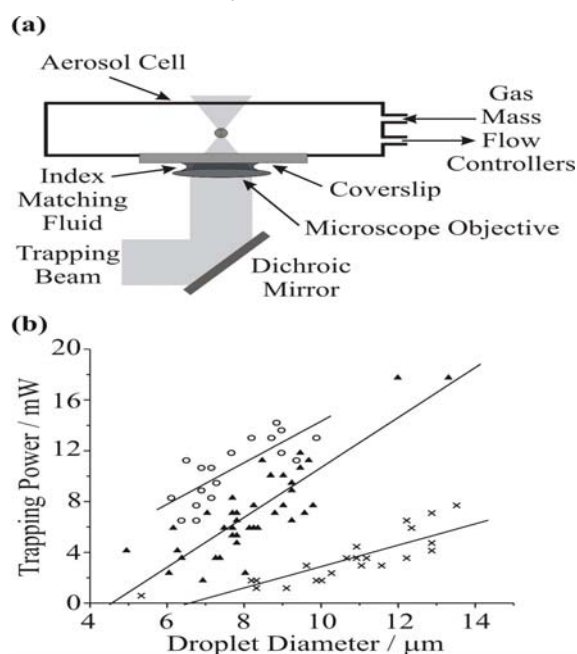 (a)
Aerosol Cell
Gas
Mass
Flow
Controllers
Index
Matching
Fluid
Coverslip
Microscope Objective
Trapping
Beam
Dichroic
Mirror
(b)
Trapping Power / mW
20
16
12
8
4
0
4 6 8 10 12 14
Droplet Diameter / μm